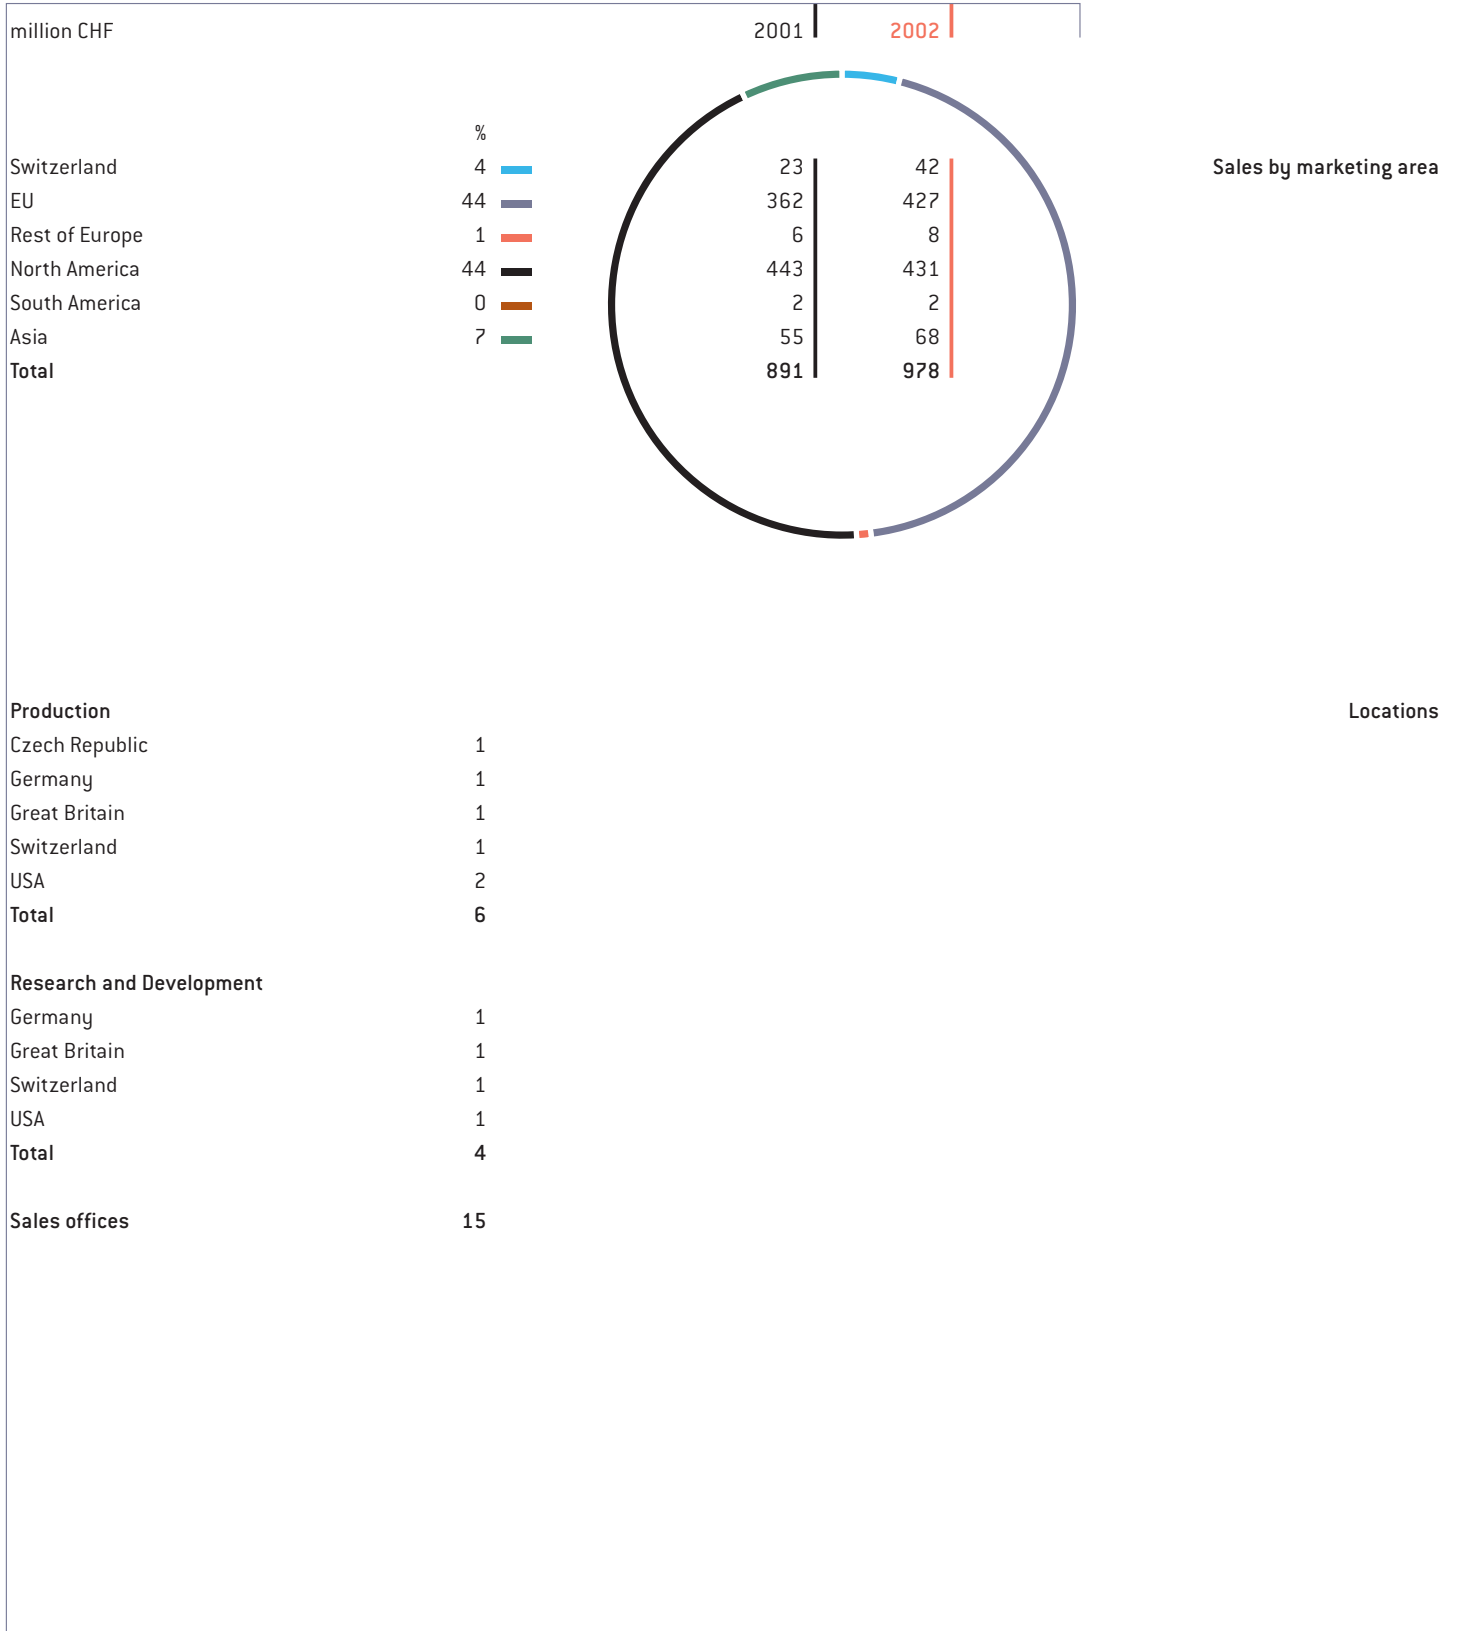 million CHF 2001 2002
%
Switzerland 4 23 42 Sales by marketing area
EU 44 362 427
Rest of Europe 1 6 8
North America 44 443 431
South America 0 2 2
Asia 7 55 68
Total 891 978
Production Locations
Czech Republic 1
Germany 1
Great Britain 1
Switzerland 1
USA 2
Total 6
Research and Development
Germany 1
Great Britain 1
Switzerland 1
USA 1
Total 4
Sales offices 15